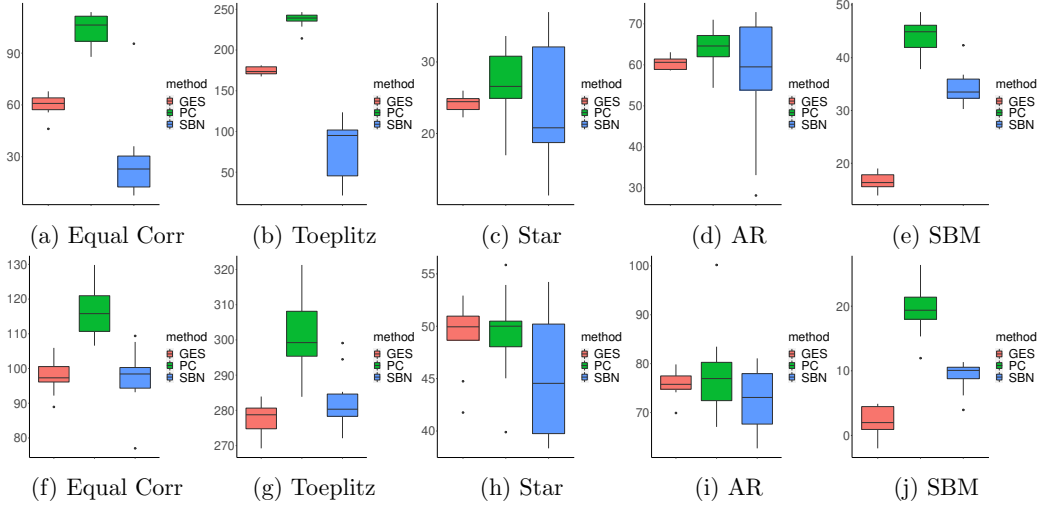 90
60
30
method
GES
PC
SBN
(a) Equal Corr
250
200
150
100
50
method
GES
PC
SBN
(b) Toeplitz
30
20
method
GES
PC
SBN
(c) Star
70
60
50
40
30
method
GES
PC
SBN
(d) AR
50
40
30
20
method
GES
PC
SBN
(e) SBM
130
120
110
100
90
80
method
GES
PC
SBN
(f) Equal Corr
320
310
300
290
280
270
method
GES
PC
SBN
(g) Toeplitz
55
50
45
40
method
GES
PC
SBN
(h) Star
100
90
80
70
method
GES
PC
SBN
(i) AR
20
10
0
method
GES
PC
SBN
(j) SBM